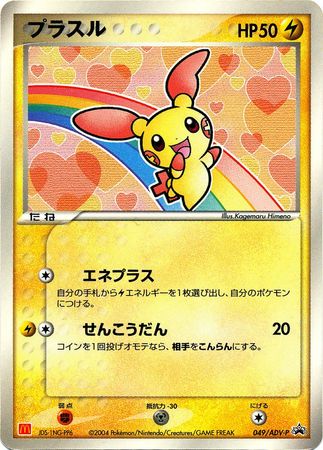 プラスル HP50
Illus.Kagemaru Himeno
たね
エネプラス
自分の手札から エネルギーを1枚選び出し、自分のポケモン
につける。
せんこうだん 20
コインを1回投げオモテなら、相手をこんらんにする。
弱点 抵抗力 -30 にげる
J05-1NG-PP6 ©2004 Pokémon/Nintendo/Creatures/GAME FREAK 049/ADV-P